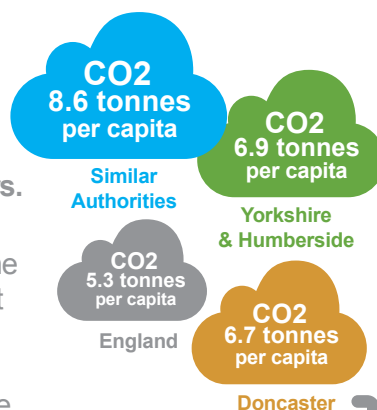 CO2
8.6 tonnes
per capita
Similar
Authorities
CO2
6.9 tonnes
per capita
Yorkshire
& Humberside
rs.
CO2
5.3 tonnes
per capita
England
CO2
6.7 tonnes
per capita
Doncaster